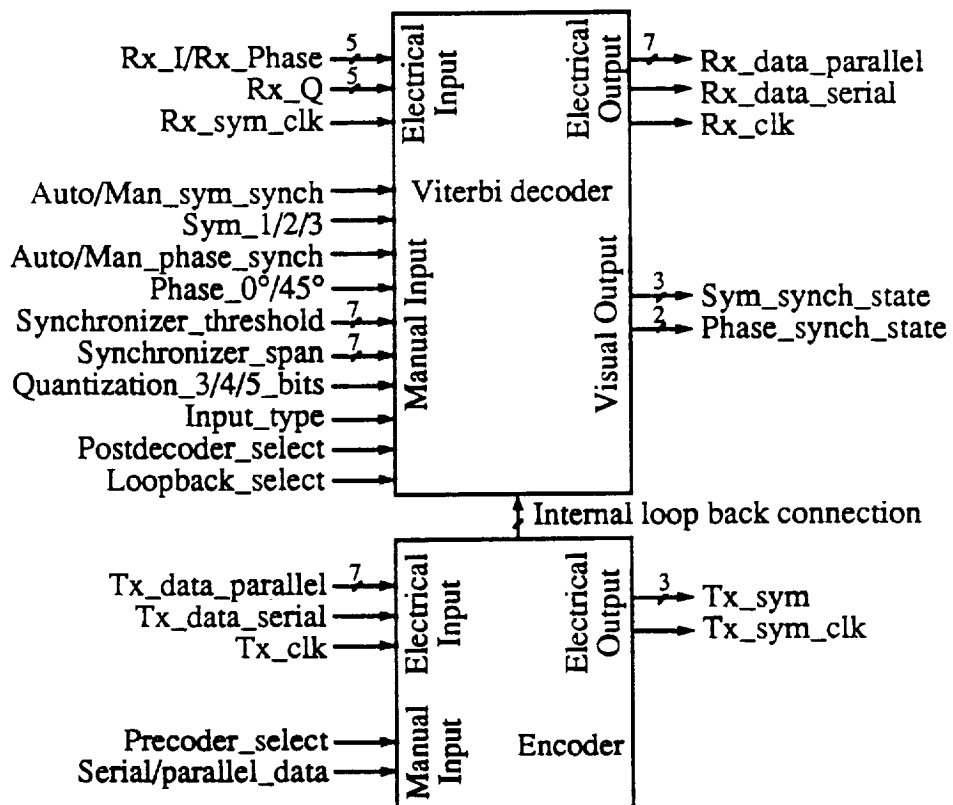 Rx_I/Rx_Phase 5
Rx_Q 5
Rx_sym_clk
Electrical Input
Electrical Output
7 Rx_data_parallel
Rx_data_serial
Rx_clk
Viterbi decoder
Auto/Man_sym_synch
Sym_1/2/3
Auto/Man_phase_synch
Phase_0°/45°
Synchronizer_threshold 7
Synchronizer_span 7
Quantization_3/4/5_bits
Input_type
Postdecoder_select
Loopback_select
Manual Input
Visual Output
3 Sym_synch_state
2 Phase_synch_state
Internal loop back connection
Tx_data_parallel 7
Tx_data_serial
Tx_clk
Electrical Input
Electrical Output
3 Tx_sym
Tx_sym_clk
Precoder_select
Serial/parallel_data
Manual Input
Encoder